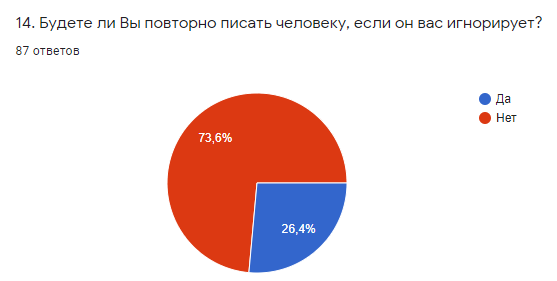 14. Будете ли Вы повторно писать человеку, если он вас игнорирует?
87 ответов
Да
Нет
73,6%
26,4%